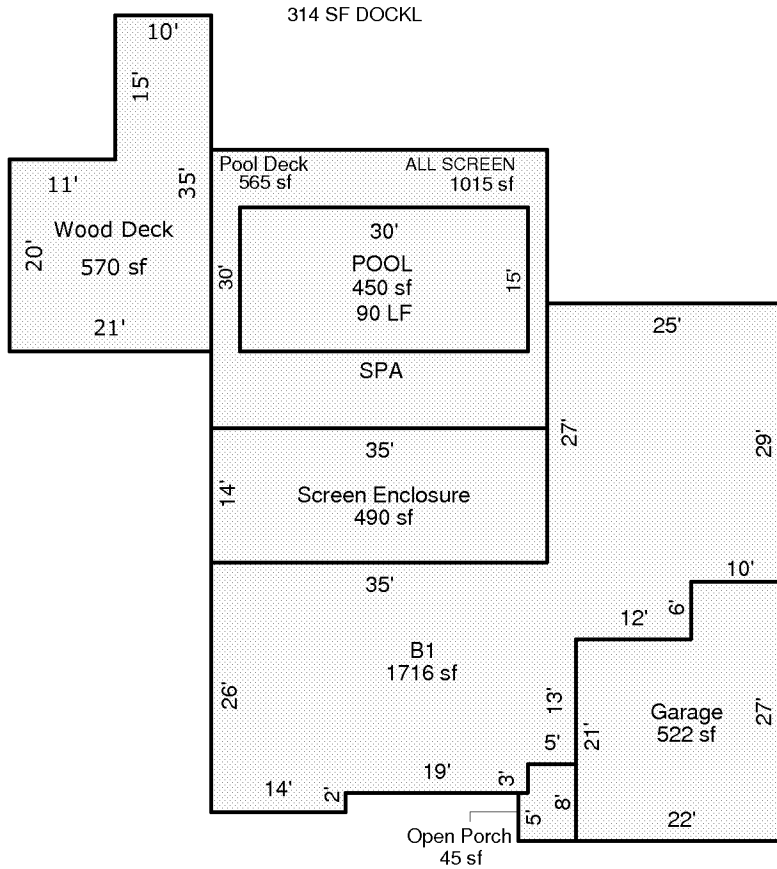 314 SF DOCKL
10'
15'
Pool Deck
565 sf
ALL SCREEN
1015 sf
11'
35'
20'
Wood Deck
570 sf
21'
30'
30'
POOL
450 sf
90 LF
15'
SPA
25'
27'
29'
35'
14'
Screen Enclosure
490 sf
35'
10'
6'
12'
B1
1716 sf
26'
13'
Garage
522 sf
27'
21'
5'
19'
3'
14'
2'
5'
8'
22'
Open Porch
45 sf